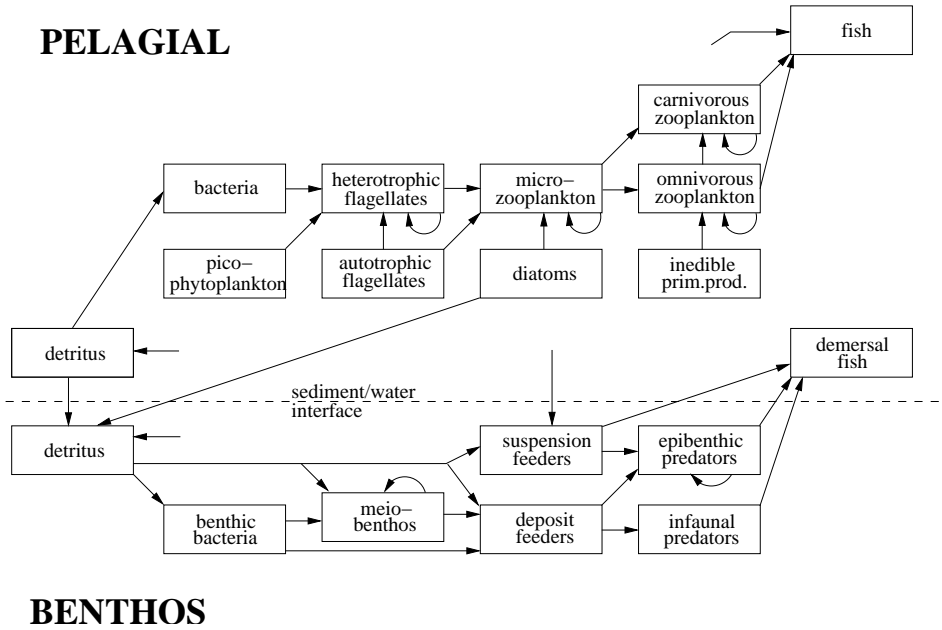 PELAGIAL
fish
carnivorous
zooplankton
bacteria
heterotrophic
flagellates
micro–
zooplankton
omnivorous
zooplankton
pico–
phytoplankton
autotrophic
flagellates
diatoms
inedible
prim.prod.
detritus
demersal
fish
sediment/water
interface
detritus
suspension
feeders
epibenthic
predators
benthic
bacteria
meio–
benthos
deposit
feeders
infaunal
predators
BENTHOS